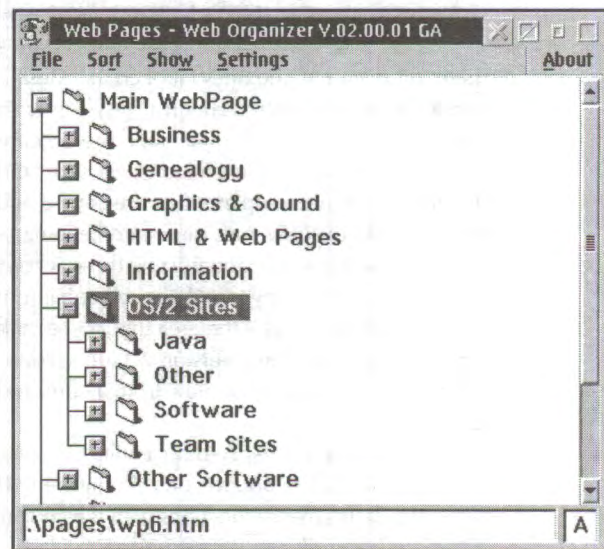 Web Pages - Web Organizer V.02.00.01 GA
File Sort Show Settings About
Main WebPage
Business
Genealogy
Graphics & Sound
HTML & Web Pages
Information
OS/2 Sites
Java
Other
Software
Team Sites
Other Software
.\pages\wp6.htm A